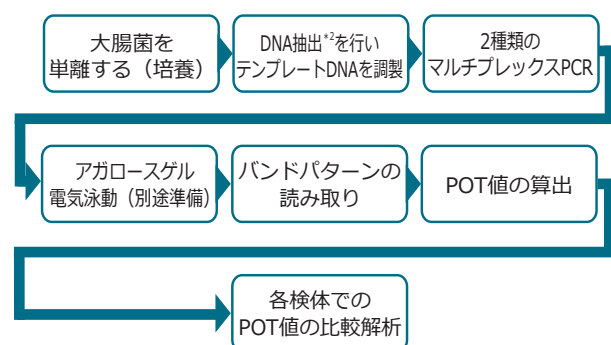 大腸菌を
単離する（培養）
DNA抽出*2を行い
テンプレートDNAを調製
2種類の
マルチプレックスPCR
アガロースゲル
電気泳動（別途準備）
バンドパターンの
読み取り
POT値の算出
各検体での
POT値の比較解析